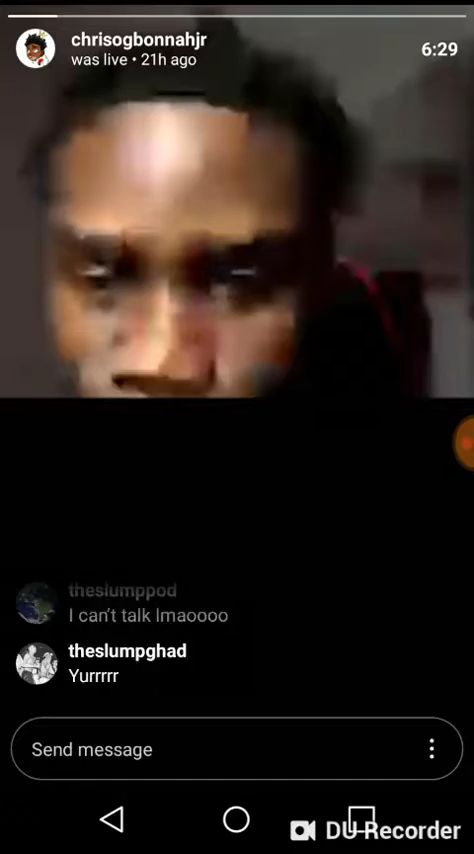 chrisogbonnahjr
was live • 21h ago
6:29
theslumppod
I can't talk lmaoooo
theslumpghad
Yurrrrr
Send message
DU Recorder